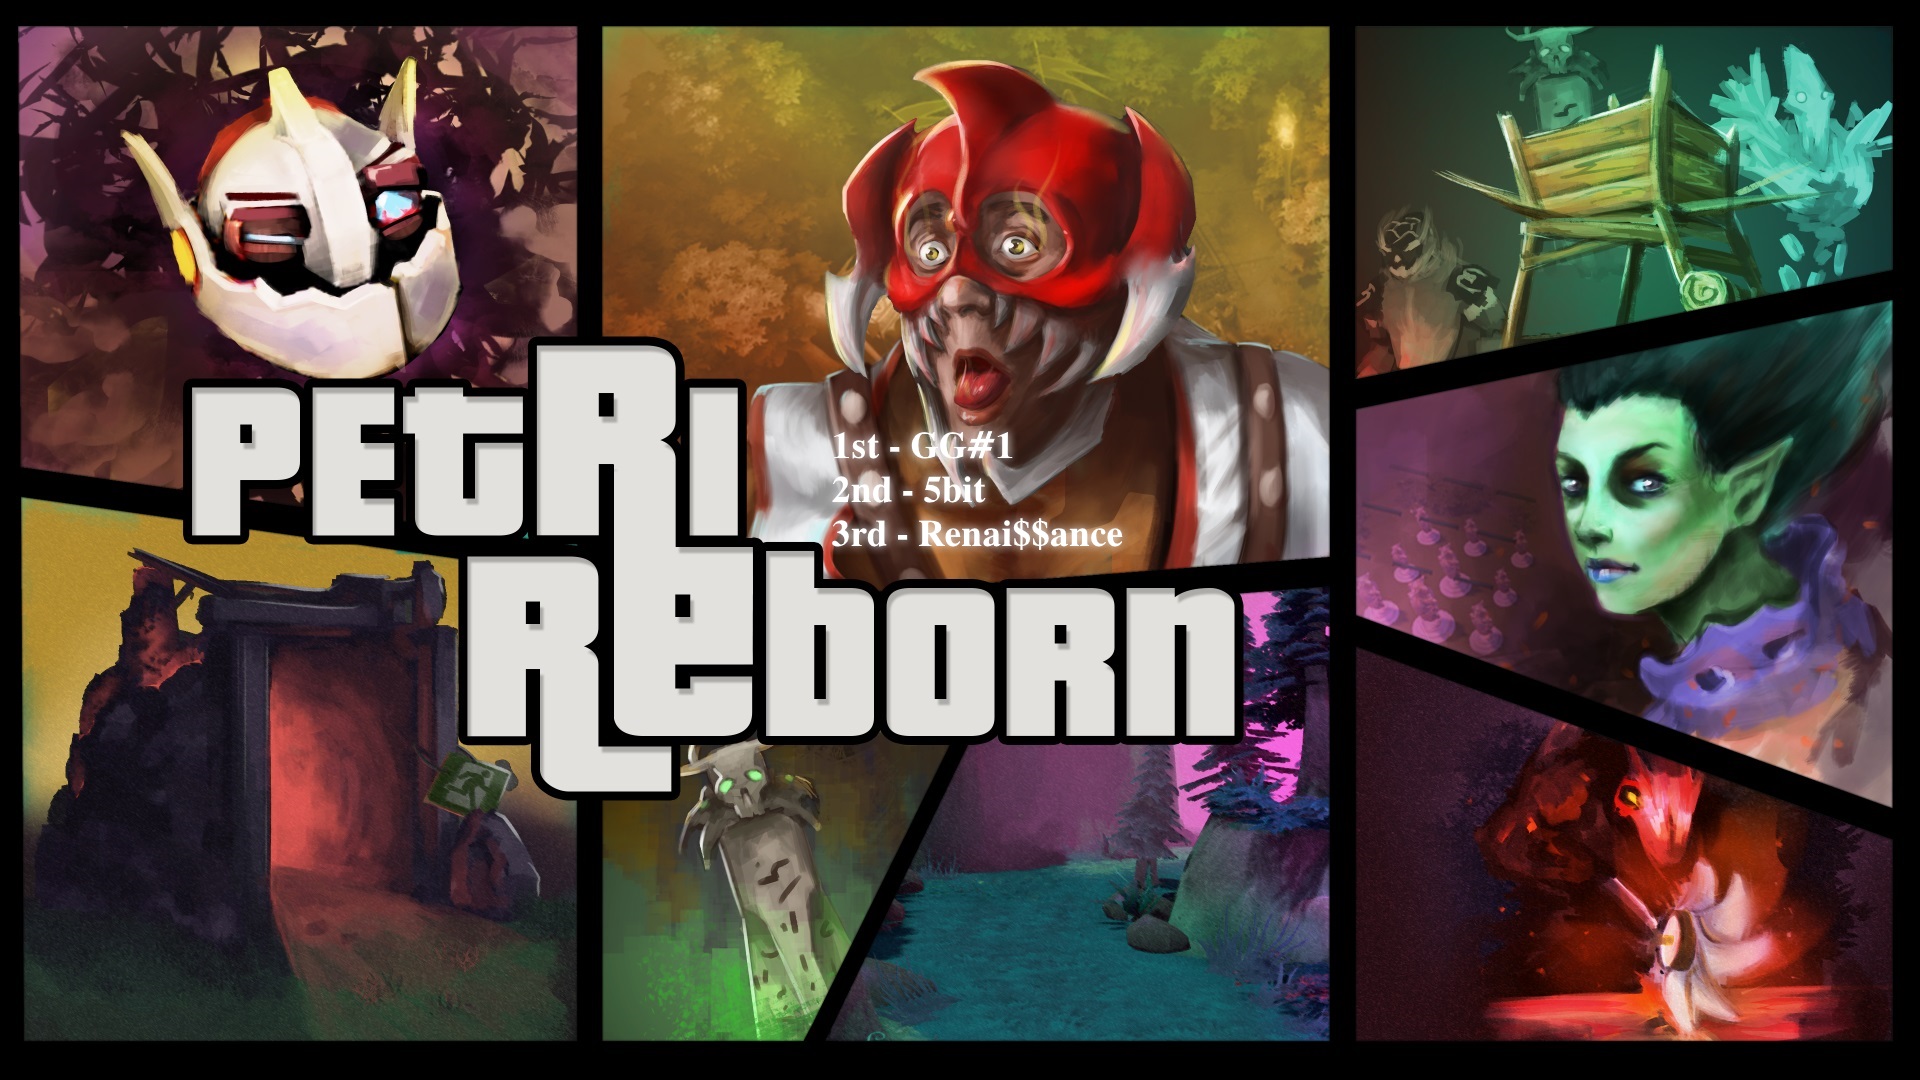 PETRI
REBORN
1st - GG#1
2nd - 5bit
3rd - Renai$$ance